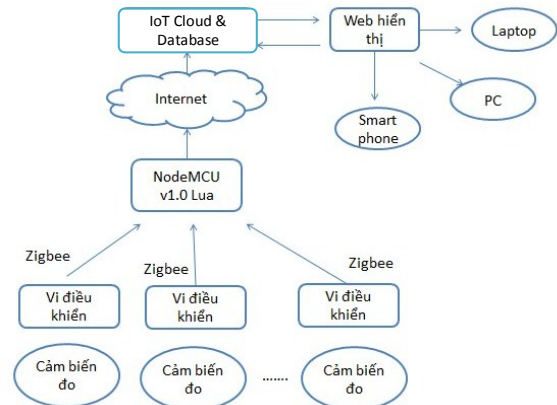 IoT Cloud &
Database
Web hiển
thị
Laptop
Internet
PC
Smart
phone
NodeMCU
v1.0 Lua
Zigbee
Zigbee
Zigbee
Vi điều
khiển
Vi điều
khiển
Vi điều
khiển
Cảm biến
đo
Cảm biến
đo
.......
Cảm biến
đo